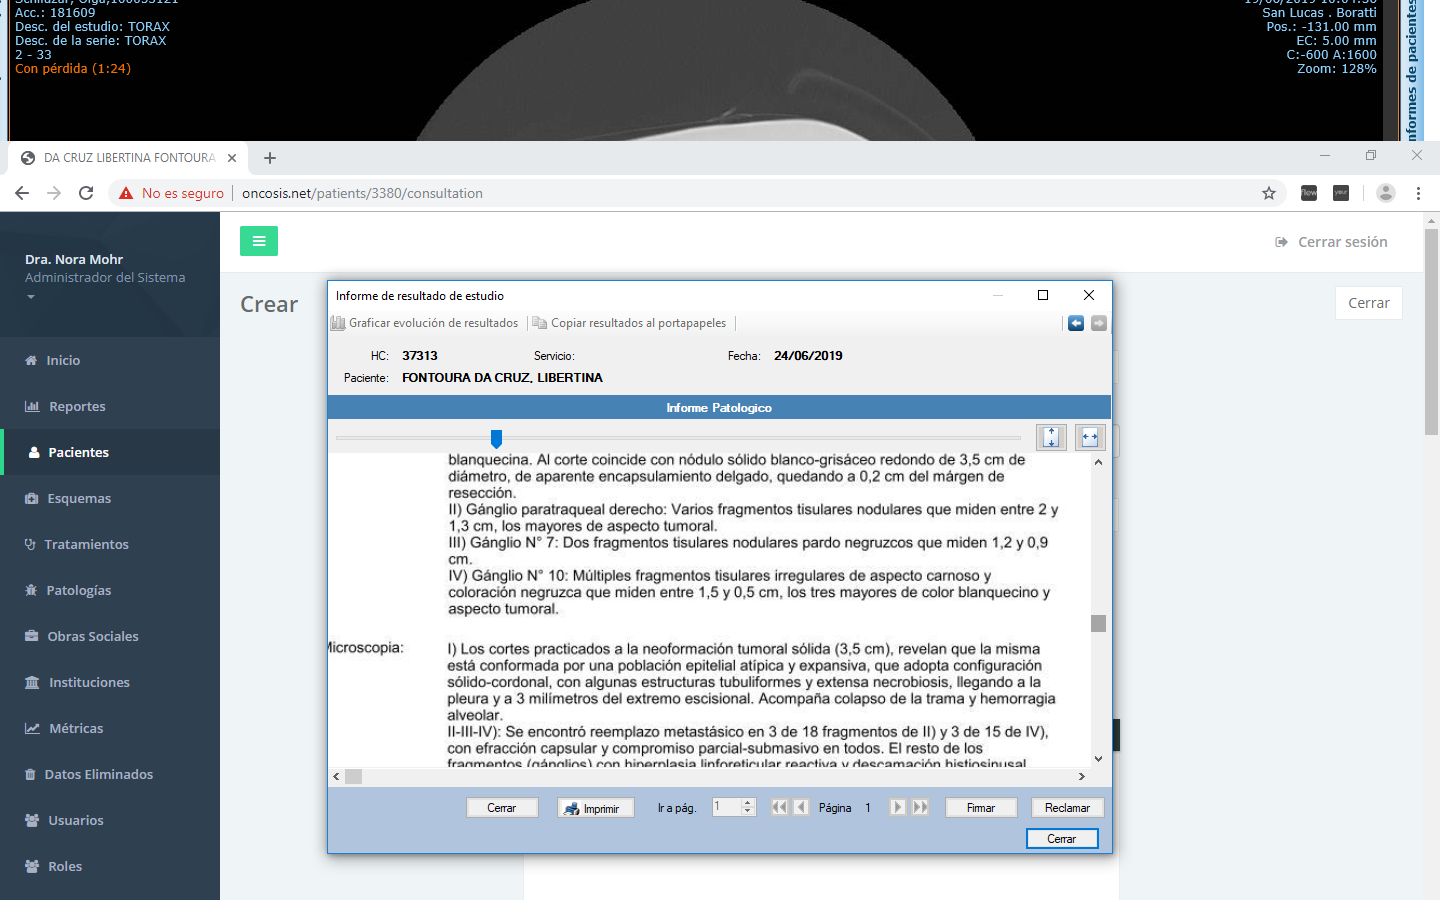 Acc.: 181609
Desc. del estudio: TORAX
Desc. de la serie: TORAX
2 - 33
Con pérdida (1:24)
San Lucas . Boratti
Pos.: -131.00 mm
EC: 5.00 mm
C:-600 A:1600
Zoom: 128%
nformes de pacientes
DA CRUZ LIBERTINA FONTOURA
No es seguro
oncosis.net/patients/3380/consultation
flew
your
Dra. Nora Mohr
Administrador del Sistema
Cerrar sesión
Inicio
Reportes
Pacientes
Esquemas
Tratamientos
Patologías
Obras Sociales
Instituciones
Métricas
Datos Eliminados
Usuarios
Roles
Crear
Cerrar
Informe de resultado de estudio
Graficar evolución de resultados
Copiar resultados al portapapeles
HC: 37313 Servicio: Fecha: 24/06/2019
Paciente: FONTOURA DA CRUZ, LIBERTINA
Informe Patologico
blanquecina. Al corte coincide con nódulo sólido blanco-grisáceo redondo de 3,5 cm de
diámetro, de aparente encapsulamiento delgado, quedando a 0,2 cm del márgen de
resección.
II) Gánglio paratraqueal derecho: Varios fragmentos tisulares nodulares que miden entre 2 y
1,3 cm, los mayores de aspecto tumoral.
III) Gánglio N° 7: Dos fragmentos tisulares nodulares pardo negruzcos que miden 1,2 y 0,9
cm.
IV) Gánglio N° 10: Múltiples fragmentos tisulares irregulares de aspecto carnoso y
coloración negruzca que miden entre 1,5 y 0,5 cm, los tres mayores de color blanquecino y
aspecto tumoral.
Microscopia: I) Los cortes practicados a la neoformación tumoral sólida (3,5 cm), revelan que la misma
está conformada por una población epitelial atípica y expansiva, que adopta configuración
sólido-cordonal, con algunas estructuras tubuliformes y extensa necrobiosis, llegando a la
pleura y a 3 milímetros del extremo escisional. Acompaña colapso de la trama y hemorragia
alveolar.
II-III-IV): Se encontró reemplazo metastásico en 3 de 18 fragmentos de II) y 3 de 15 de IV),
con efracción capsular y compromiso parcial-submasivo en todos. El resto de los
fragmentos (gánglios) con hiperplasia linforeticular reactiva y descamación histiosinusal
Cerrar
Imprimir
Ir a pág. 1
Página 1
Firmar
Reclamar
Cerrar